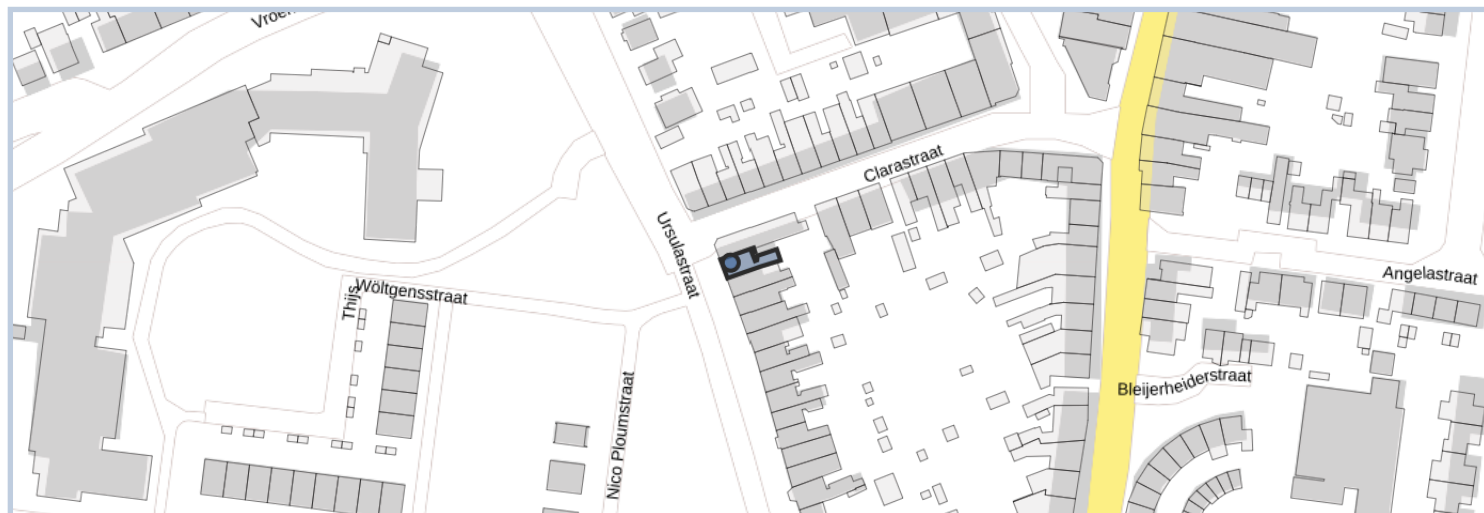 Clarastraat
Ursulastraat
Angelastraat
Thijs
Wöltgensstraat
Bleijerheiderstraat
Nico Ploumstraat